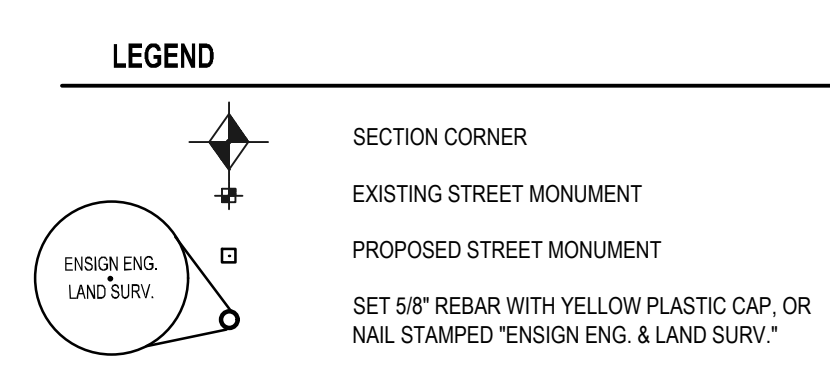 LEGEND
SECTION CORNER
EXISTING STREET MONUMENT
PROPOSED STREET MONUMENT
ENSIGN ENG.
LAND SURV.
SET 5/8" REBAR WITH YELLOW PLASTIC CAP, OR
NAIL STAMPED "ENSIGN ENG. & LAND SURV."